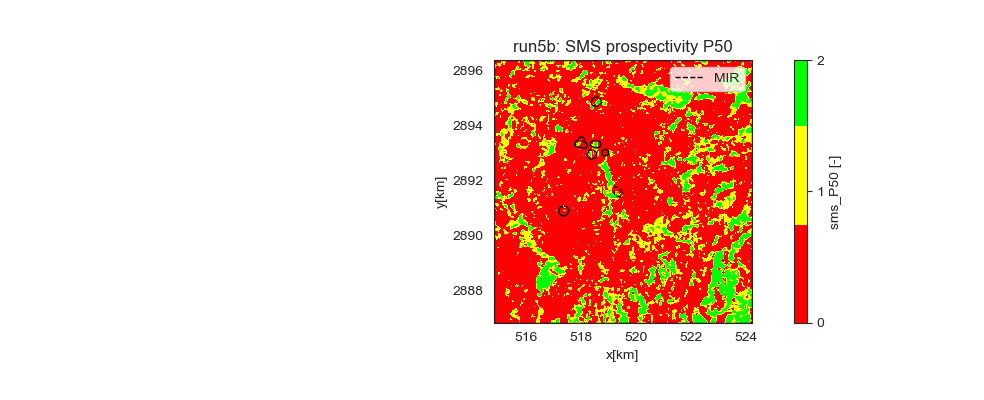 run5b: SMS prospectivity P50
MIR
2896
2894
2892
2890
2888
y[km]
516 518 520 522 524
x[km]
2
1
0
sms_P50 [-]